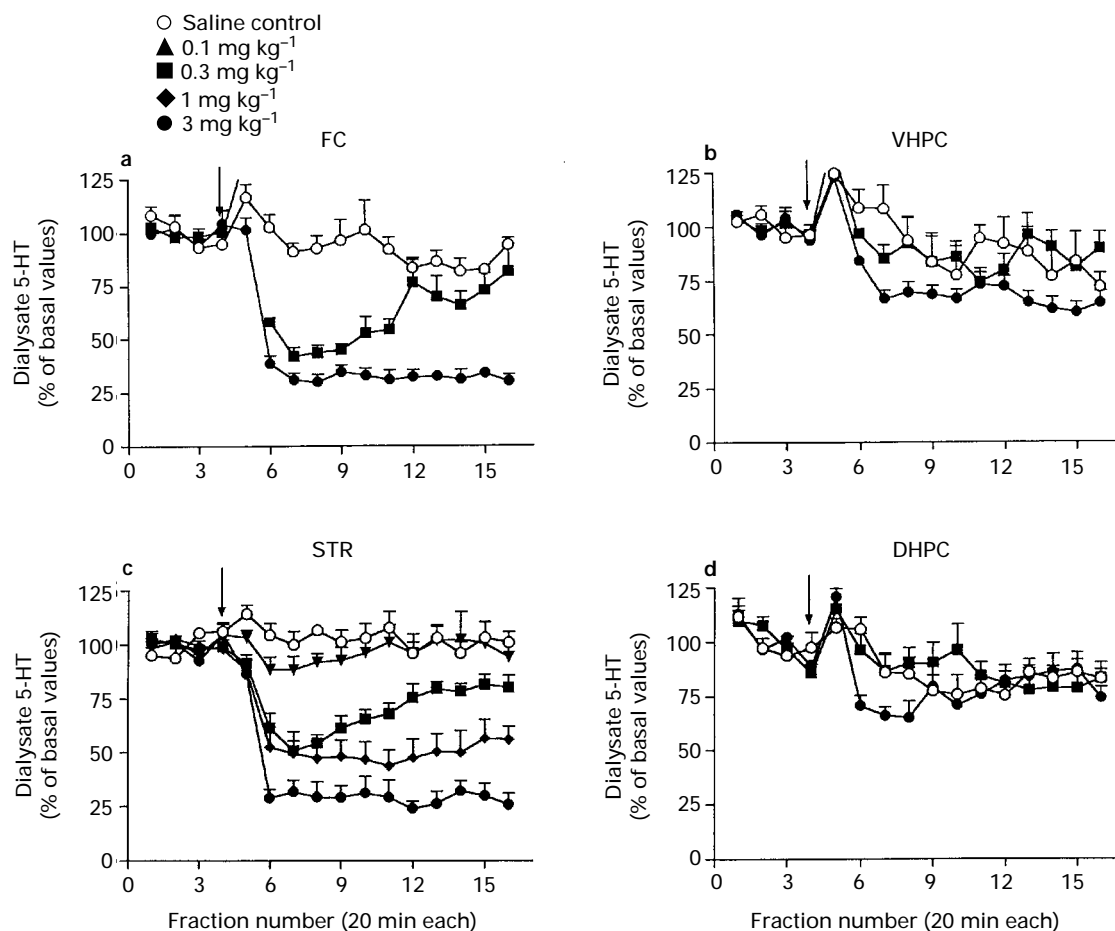 Saline control
0.1 mg kg⁻¹
0.3 mg kg⁻¹
1 mg kg⁻¹
3 mg kg⁻¹
a
FC
Dialysate 5-HT
(% of basal values)
125
100
75
50
25
0
0 3 6 9 12 15
b
VHPC
Dialysate 5-HT
(% of basal values)
125
100
75
50
25
0
0 3 6 9 12 15
c
STR
Dialysate 5-HT
(% of basal values)
125
100
75
50
25
0
0 3 6 9 12 15
Fraction number (20 min each)
d
DHPC
Dialysate 5-HT
(% of basal values)
125
100
75
50
25
0
0 3 6 9 12 15
Fraction number (20 min each)